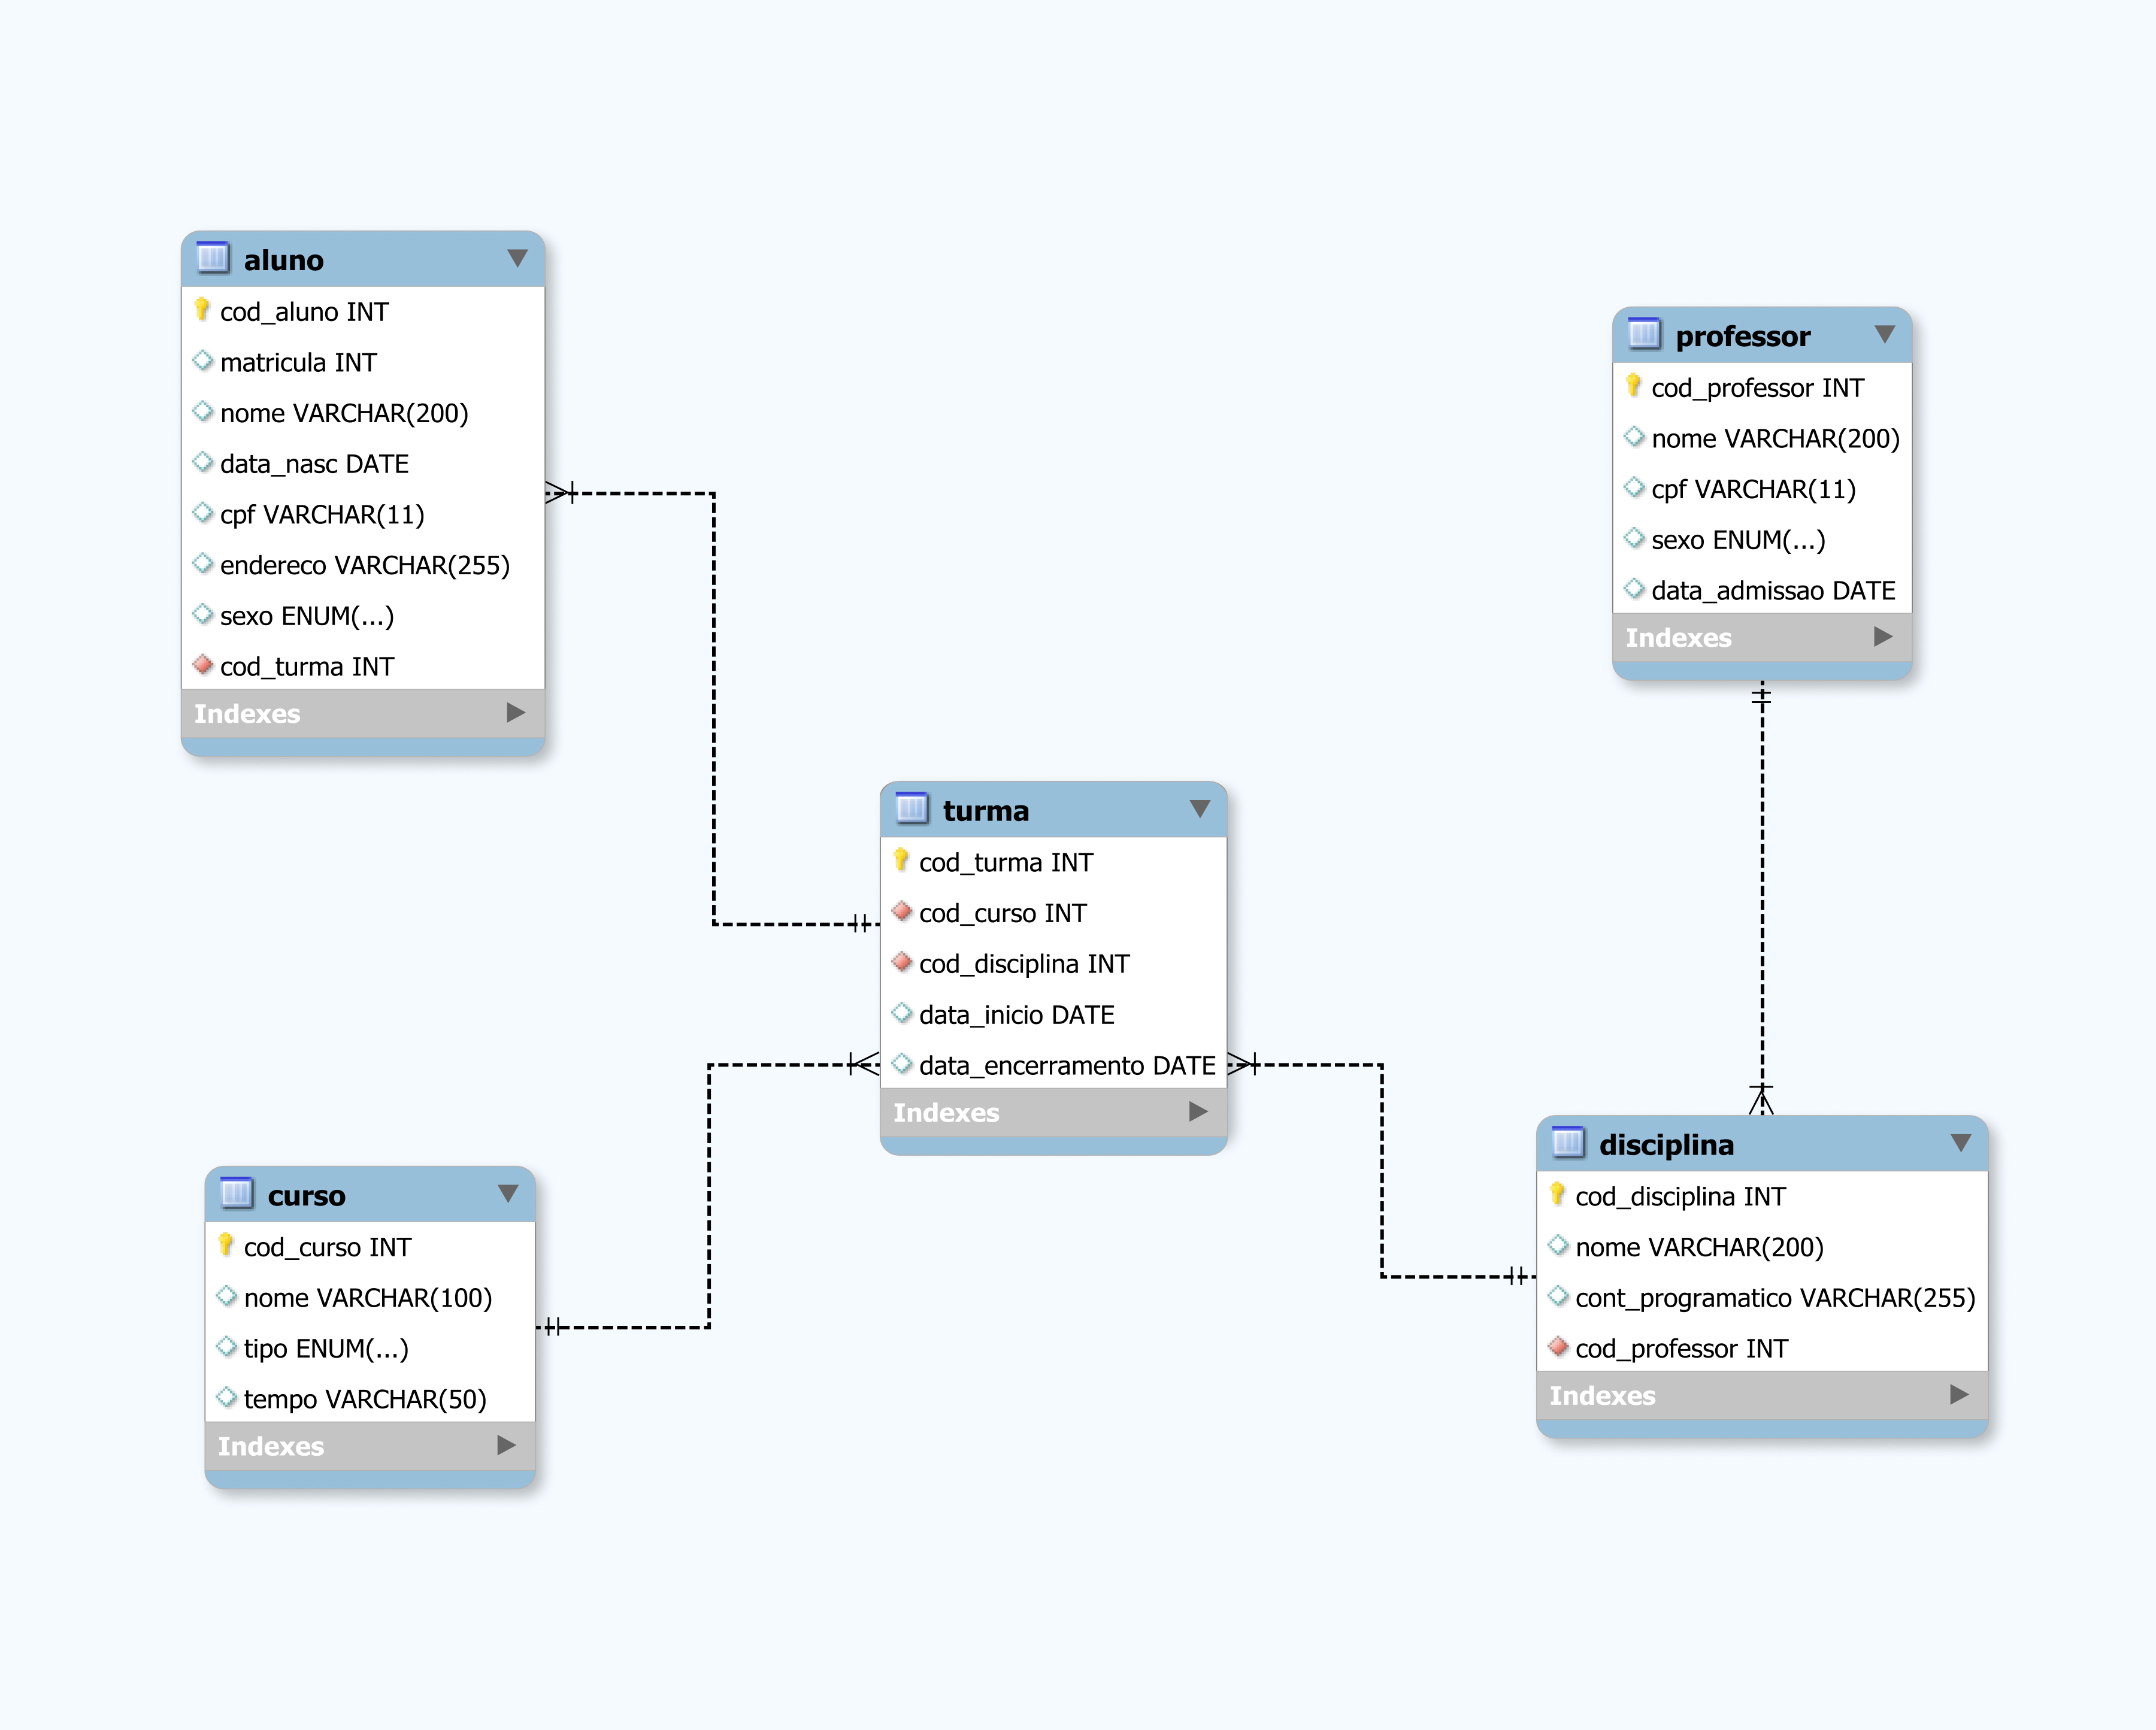 aluno
cod_aluno INT
matricula INT
nome VARCHAR(200)
data_nasc DATE
cpf VARCHAR(11)
endereco VARCHAR(255)
sexo ENUM(...)
cod_turma INT
Indexes
professor
cod_professor INT
nome VARCHAR(200)
cpf VARCHAR(11)
sexo ENUM(...)
data_admissao DATE
Indexes
turma
cod_turma INT
cod_curso INT
cod_disciplina INT
data_inicio DATE
data_encerramento DATE
Indexes
curso
cod_curso INT
nome VARCHAR(100)
tipo ENUM(...)
tempo VARCHAR(50)
Indexes
disciplina
cod_disciplina INT
nome VARCHAR(200)
cont_programatico VARCHAR(255)
cod_professor INT
Indexes